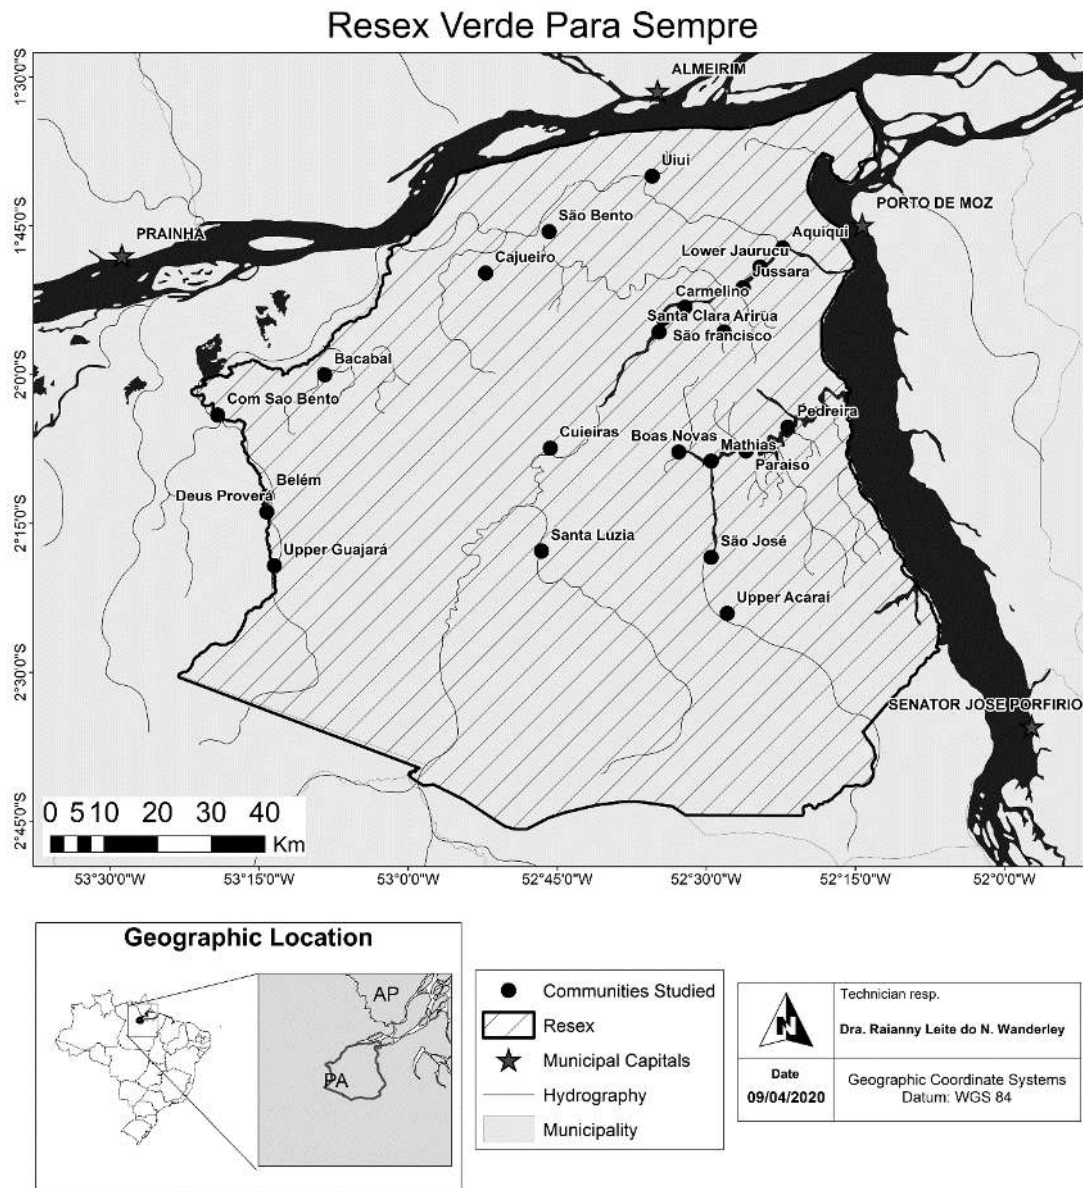 Resex Verde Para Sempre
1°30'0"S
1°45'0"S
2°0'0"S
2°15'0"S
2°30'0"S
2°45'0"S
ALMEIRIM
Uiui
PORTO DE MOZ
São Bento
PRAINHA
Aquiqui
Lower Jaurucu
Cajueiro
Jussara
Carmelino
Santa Clara Arirua
São francisco
Bacabal
Com Sao Bento
Pedreira
Cuieiras
Boas Novas
Mathias
Paraiso
Belém
Deus Proverá
Santa Luzia
São José
Upper Guajará
Upper Acarai
SENATOR JOSE PORFIRIO
0 5 10 20 30 40
Km
53°30'0"W 53°15'0"W 53°0'0"W 52°45'0"W 52°30'0"W 52°15'0"W 52°0'0"W
Geographic Location
AP
PA
Communities Studied
Resex
Municipal Capitals
Hydrography
Municipality
N
Technician resp.
Dra. Raianny Leite do N. Wanderley
Date
09/04/2020
Geographic Coordinate Systems
Datum: WGS 84